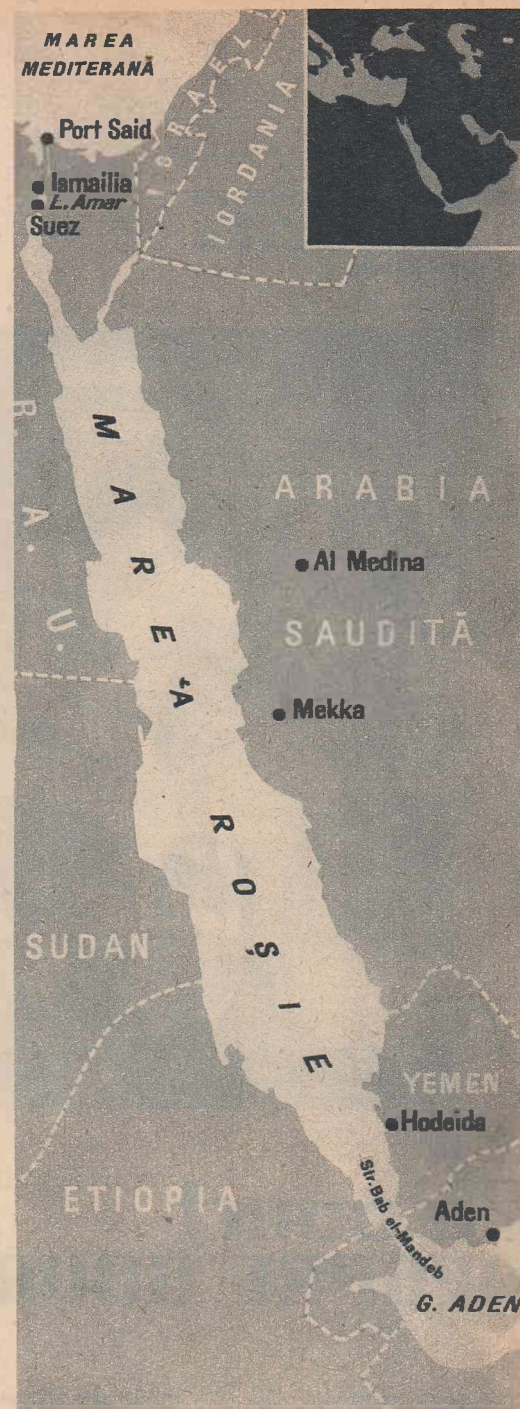 MAREA
MEDITERANĂ
ISRAEL
IORDANIA
Port Said
Ismailia
L. Amar
Suez
R. A. U.
MAREA ROȘIE
ARABIA
SAUDITĂ
Al Medina
Mekka
SUDAN
YEMEN
Hodeida
ETIOPIA
Str. Bab el-Mandeb
Aden
G. ADEN